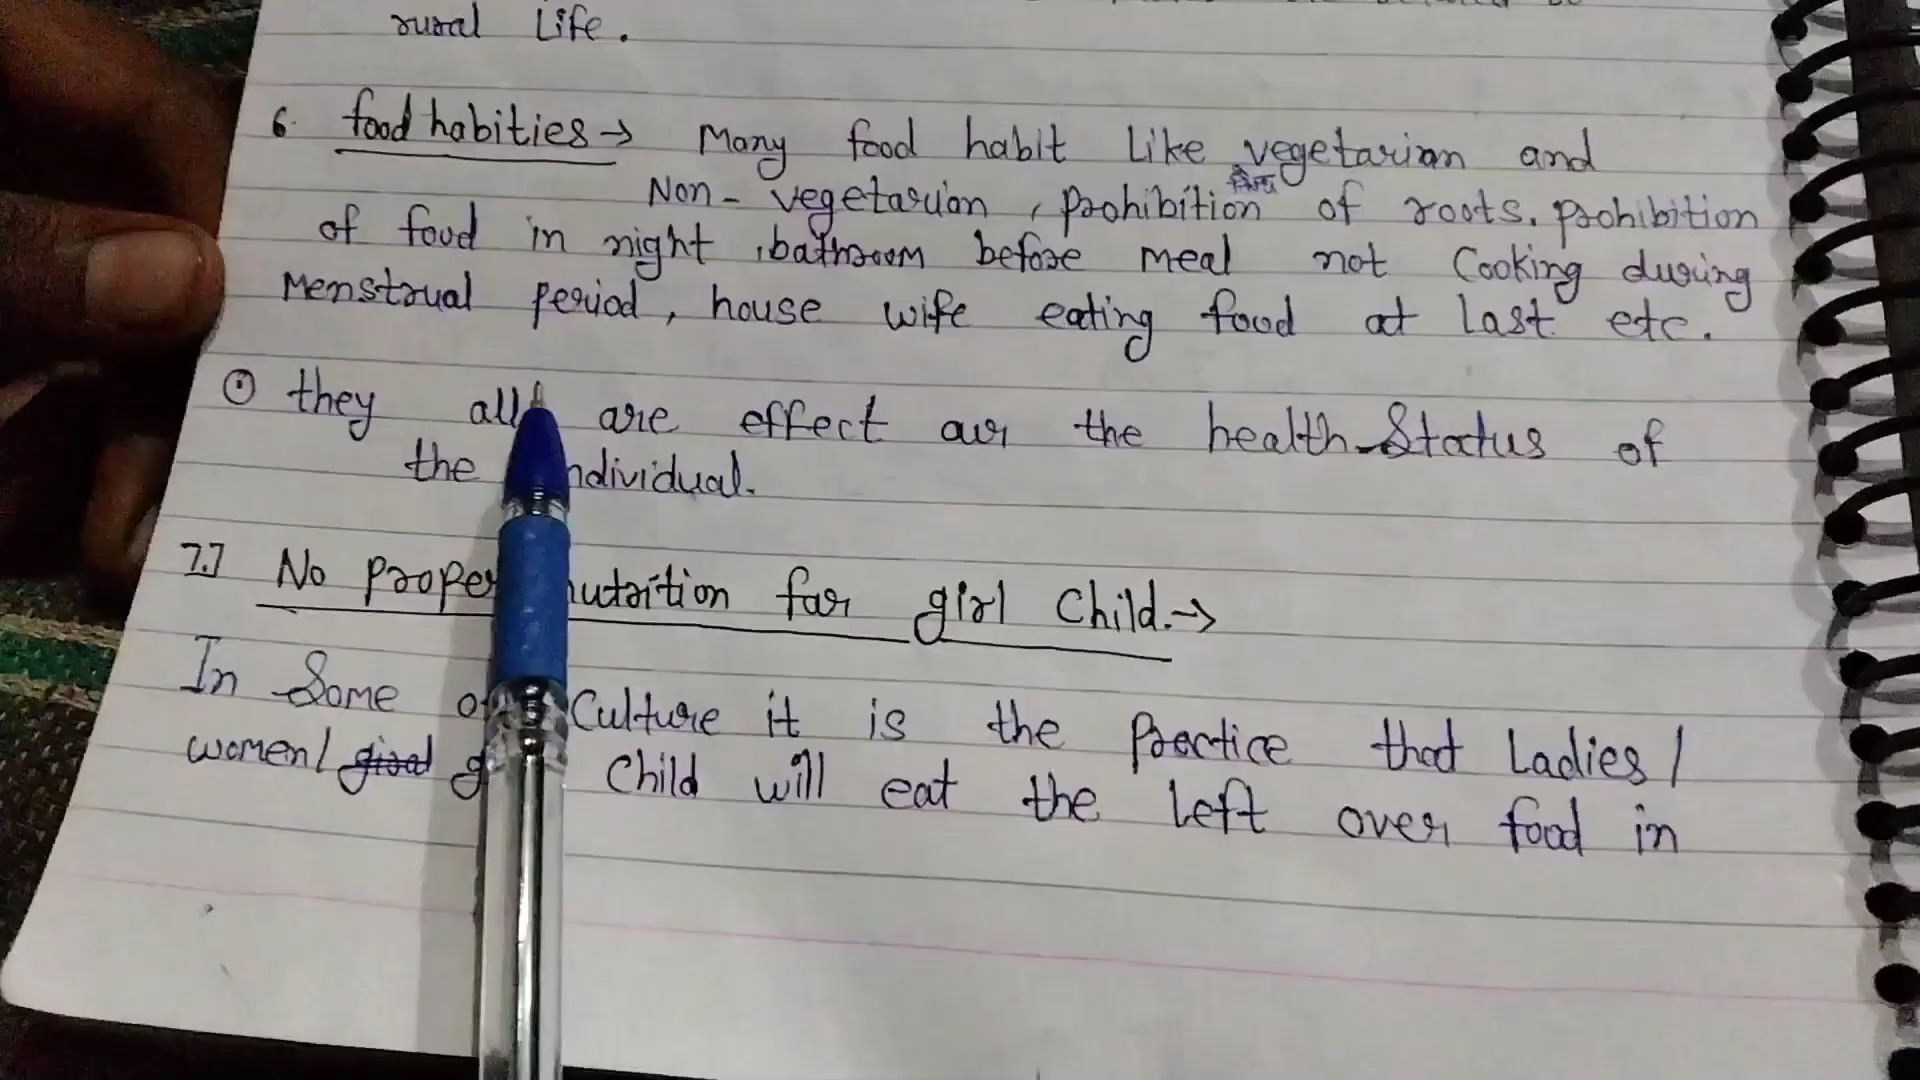 rural Life.
6. food habities → Many food habit like vegetarian and
Non-vegetarian, prohibition of roots. prohibition
of food in night, bathroom before meal not Cooking during
Menstrual period, house wife eating food at last etc.
they all are effect our the health Status of
the individual.
7.] No proper nutrition for girl Child. →
In Some of Culture it is the Practice that Ladies/
women/ Child will eat the left over food in